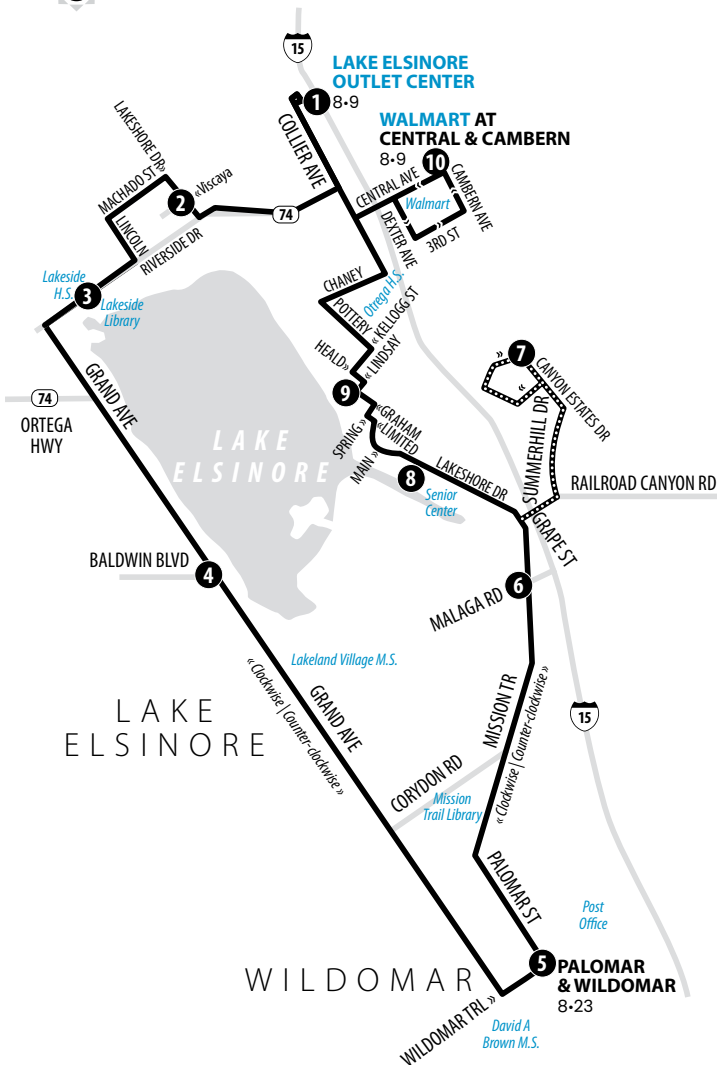 15
LAKE ELSINORE
OUTLET CENTER
1
8•9
WALMART AT
CENTRAL & CAMBERN
8•9
10
COLLIER AVE
LAKESHORE DR»
MACHADO ST
«Viscaya
2
LINCOLN
RIVERSIDE DR
74
CENTRAL AVE
Walmart
CAMBERN AVE
DEXTER AVE
3RD ST
Lakeside
H.S.
3
Lakeside
Library
CHANEY
Otrega H.S.
POTTERY
« KELLOGG ST
HEALD»
« LINDSAY
9
«GRAHAM
«LIMITED
SPRING »
MAIN »
7
CANYON ESTATES DR
SUMMERHILL DR
GRAND AVE
74
ORTEGA
HWY
LAKE
ELSINORE
8
Senior
Center
LAKESHORE DR
RAILROAD CANYON RD
GRAPE ST
BALDWIN BLVD
4
6
MALAGA RD
Lakeland Village M.S.
« Clockwise | Counter-clockwise »
GRAND AVE
LAKE
ELSINORE
MISSION TR
« Clockwise | Counter-clockwise »
15
CORYDON RD
Mission
Trail Library
PALOMAR ST
Post
Office
5
PALOMAR
& WILDOMAR
8•23
WILDOMAR
WILDOMAR TRL »
David A
Brown M.S.